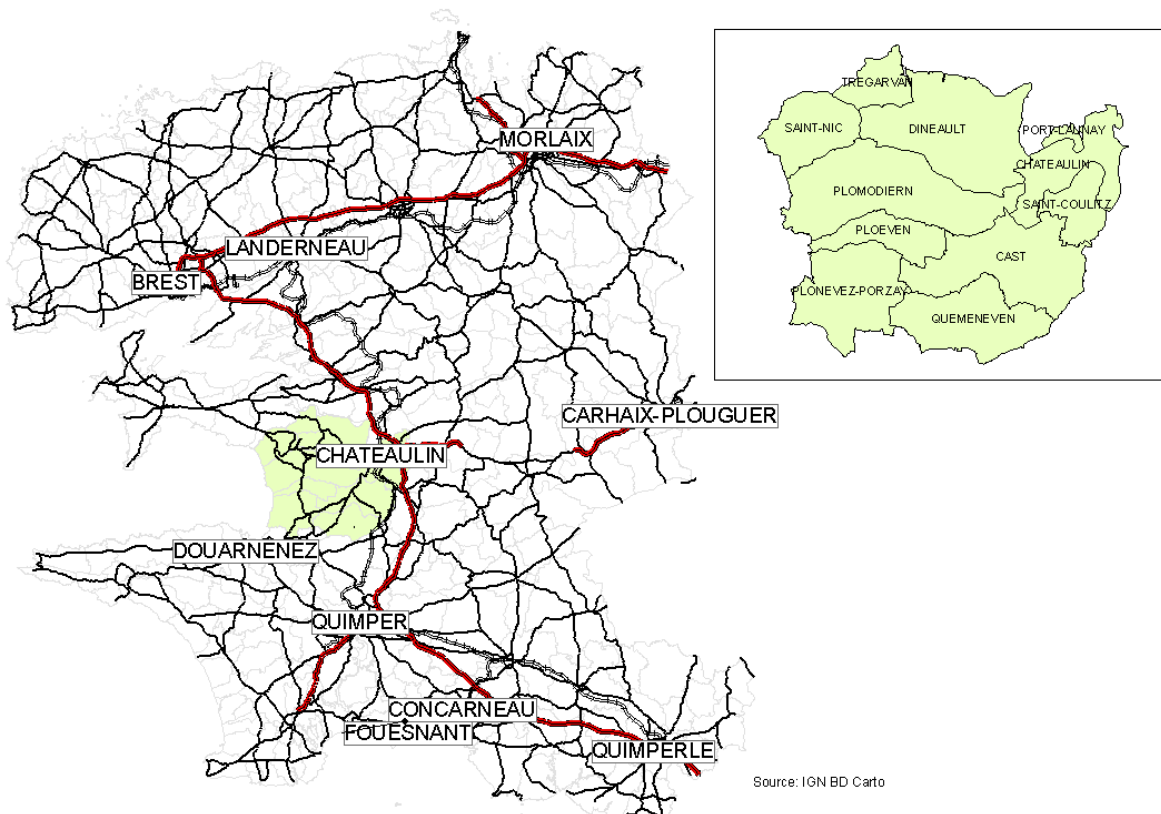 MORLAIX
LANDERNEAU
BREST
CARHAIX-PLOUGUER
CHATEAULIN
DOUARNENEZ
QUIMPER
CONCARNEAU
FOUESNANT
QUIMPERLE
TREGARVAN
SAINT-NIC
DINEAULT
PORT-LAUNAY
CHATEAULIN
PLOMODIERN
SAINT-COULITZ
PLOEVEN
CAST
PLONEVEZ-PORZAY
QUEMENEVEN
Source: IGN BD Carto